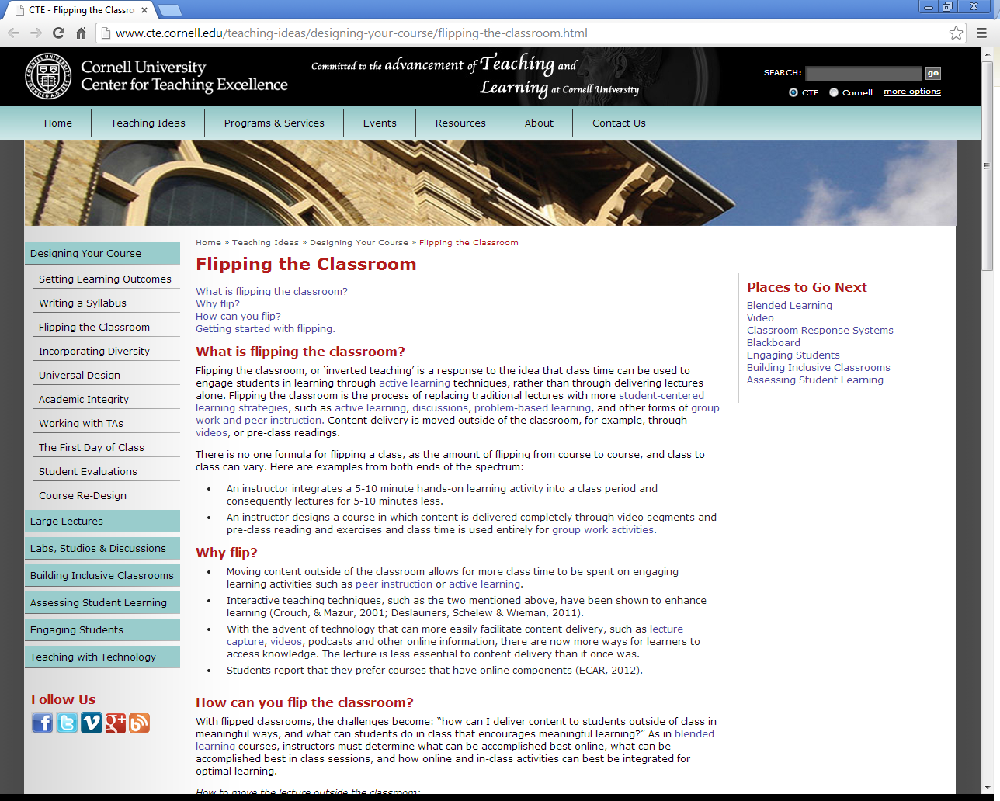 CTE - Flipping the Classro
www.cte.cornell.edu/teaching-ideas/designing-your-course/flipping-the-classroom.html
Cornell University
Center for Teaching Excellence
Committed to the advancement of Teaching and
Learning at Cornell University
SEARCH: go
CTE Cornell more options
Home Teaching Ideas Programs & Services Events Resources About Contact Us
Designing Your Course
Setting Learning Outcomes
Writing a Syllabus
Flipping the Classroom
Incorporating Diversity
Universal Design
Academic Integrity
Working with TAs
The First Day of Class
Student Evaluations
Course Re-Design
Large Lectures
Labs, Studios & Discussions
Building Inclusive Classrooms
Assessing Student Learning
Engaging Students
Teaching with Technology
Follow Us
Home » Teaching Ideas » Designing Your Course » Flipping the Classroom
Flipping the Classroom
What is flipping the classroom?
Why flip?
How can you flip?
Getting started with flipping.
What is flipping the classroom?
Flipping the classroom, or ‘inverted teaching’ is a response to the idea that class time can be used to
engage students in learning through active learning techniques, rather than through delivering lectures
alone. Flipping the classroom is the process of replacing traditional lectures with more student-centered
learning strategies, such as active learning, discussions, problem-based learning, and other forms of group
work and peer instruction. Content delivery is moved outside of the classroom, for example, through
videos, or pre-class readings.
There is no one formula for flipping a class, as the amount of flipping from course to course, and class to
class can vary. Here are examples from both ends of the spectrum:
• An instructor integrates a 5-10 minute hands-on learning activity into a class period and
consequently lectures for 5-10 minutes less.
• An instructor designs a course in which content is delivered completely through video segments and
pre-class reading and exercises and class time is used entirely for group work activities.
Why flip?
• Moving content outside of the classroom allows for more class time to be spent on engaging
learning activities such as peer instruction or active learning.
• Interactive teaching techniques, such as the two mentioned above, have been shown to enhance
learning (Crouch, & Mazur, 2001; Deslauriers, Schelew & Wieman, 2011).
• With the advent of technology that can more easily facilitate content delivery, such as lecture
capture, videos, podcasts and other online information, there are now more ways for learners to
access knowledge. The lecture is less essential to content delivery than it once was.
• Students report that they prefer courses that have online components (ECAR, 2012).
How can you flip the classroom?
With flipped classrooms, the challenges become: “how can I deliver content to students outside of class in
meaningful ways, and what can students do in class that encourages meaningful learning?” As in blended
learning courses, instructors must determine what can be accomplished best online, what can be
accomplished best in class sessions, and how online and in-class activities can best be integrated for
optimal learning.
How to move the lecture outside the classroom:
Places to Go Next
Blended Learning
Video
Classroom Response Systems
Blackboard
Engaging Students
Building Inclusive Classrooms
Assessing Student Learning